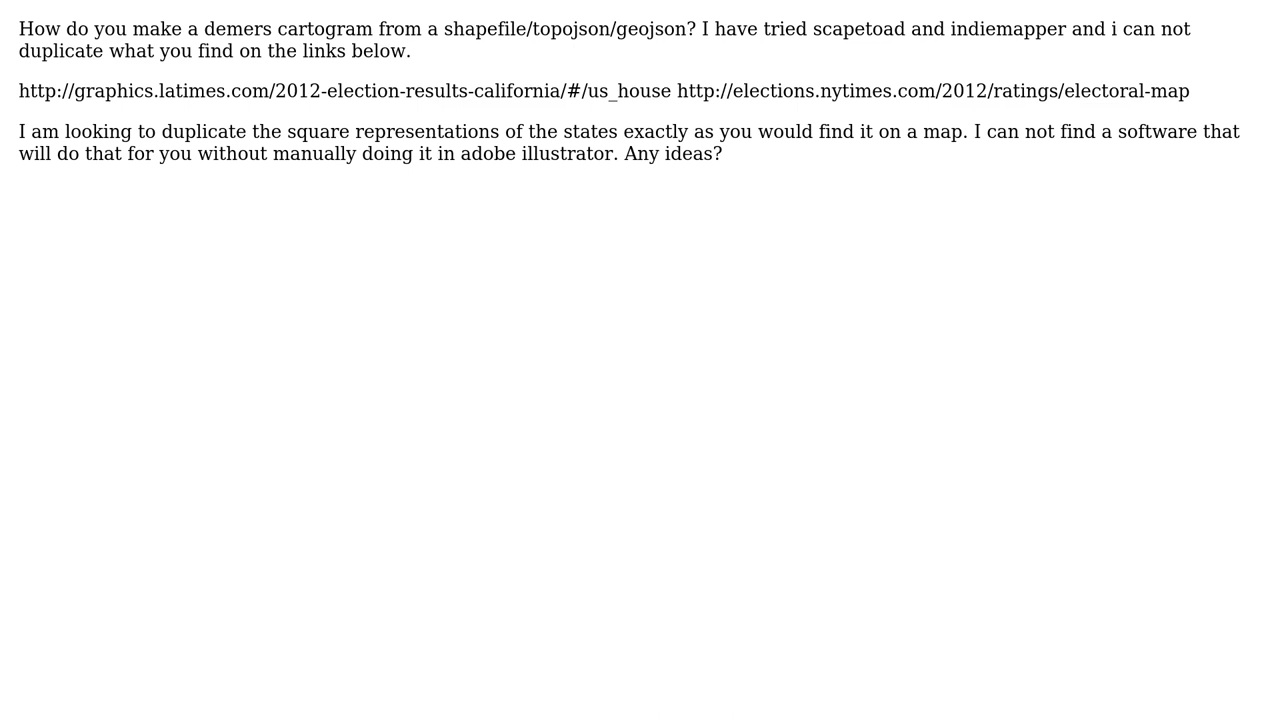 How do you make a demers cartogram from a shapefile/topojson/geojson? I have tried scapetoad and indiemapper and i can not
duplicate what you find on the links below.
http://graphics.latimes.com/2012-election-results-california/#/us_house http://elections.nytimes.com/2012/ratings/electoral-map
I am looking to duplicate the square representations of the states exactly as you would find it on a map. I can not find a software that
will do that for you without manually doing it in adobe illustrator. Any ideas?